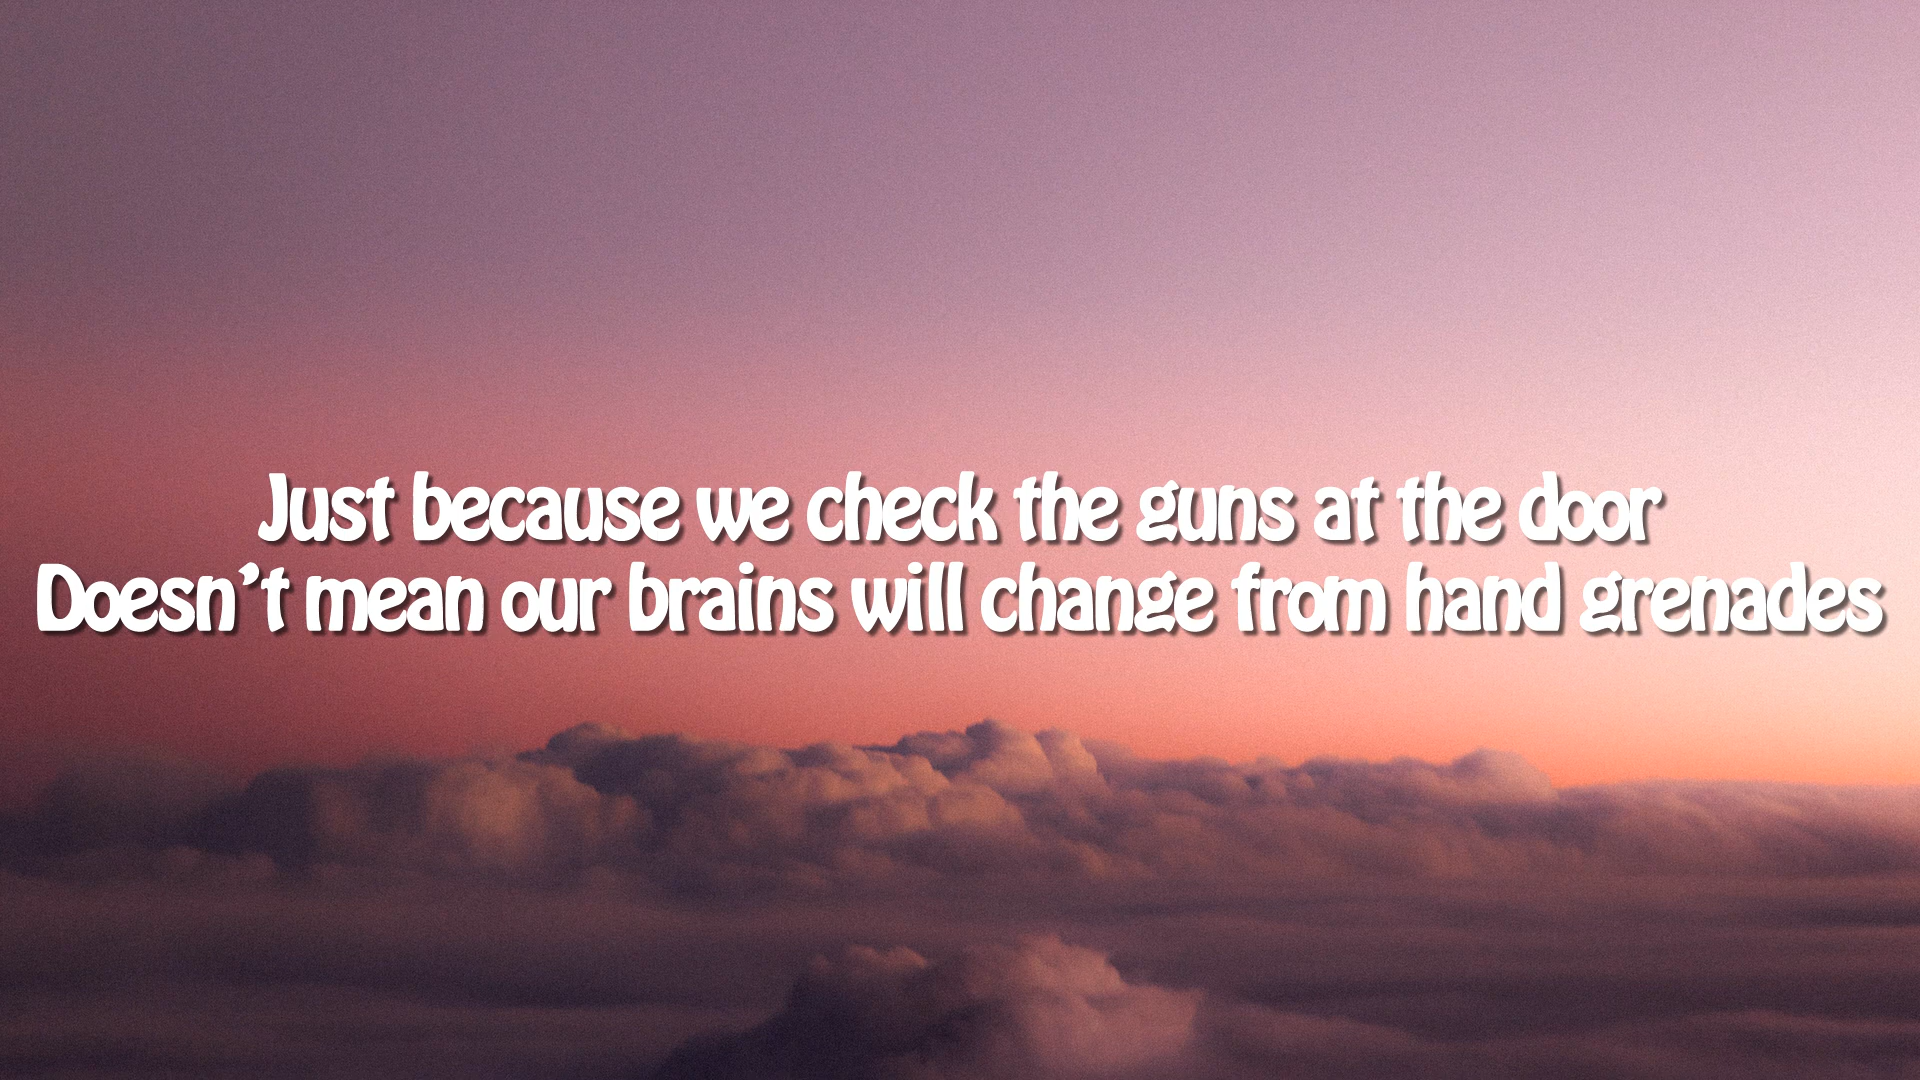 Just because we check the guns at the door
Doesn't mean our brains will change from hand grenades